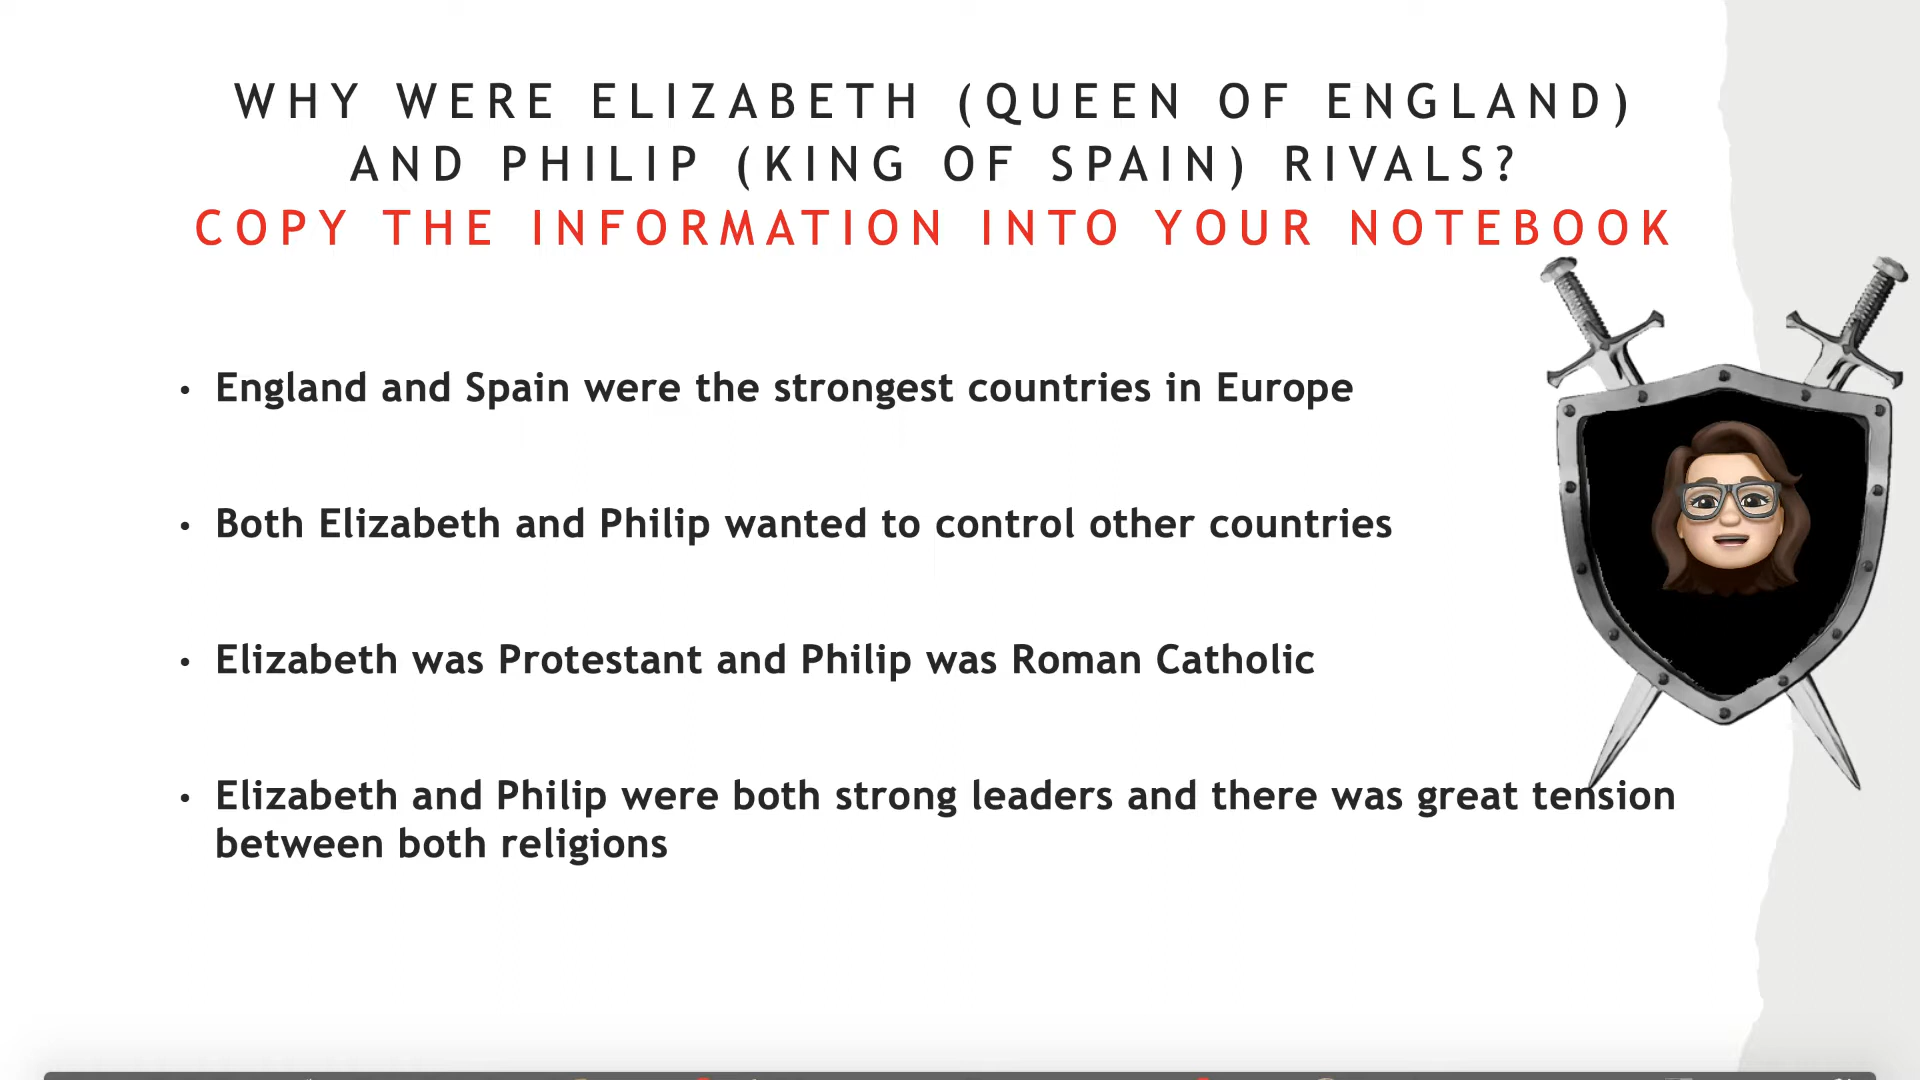 WHY WERE ELIZABETH (QUEEN OF ENGLAND)
AND PHILIP (KING OF SPAIN) RIVALS?
COPY THE INFORMATION INTO YOUR NOTEBOOK
• England and Spain were the strongest countries in Europe
• Both Elizabeth and Philip wanted to control other countries
• Elizabeth was Protestant and Philip was Roman Catholic
• Elizabeth and Philip were both strong leaders and there was great tension
between both religions